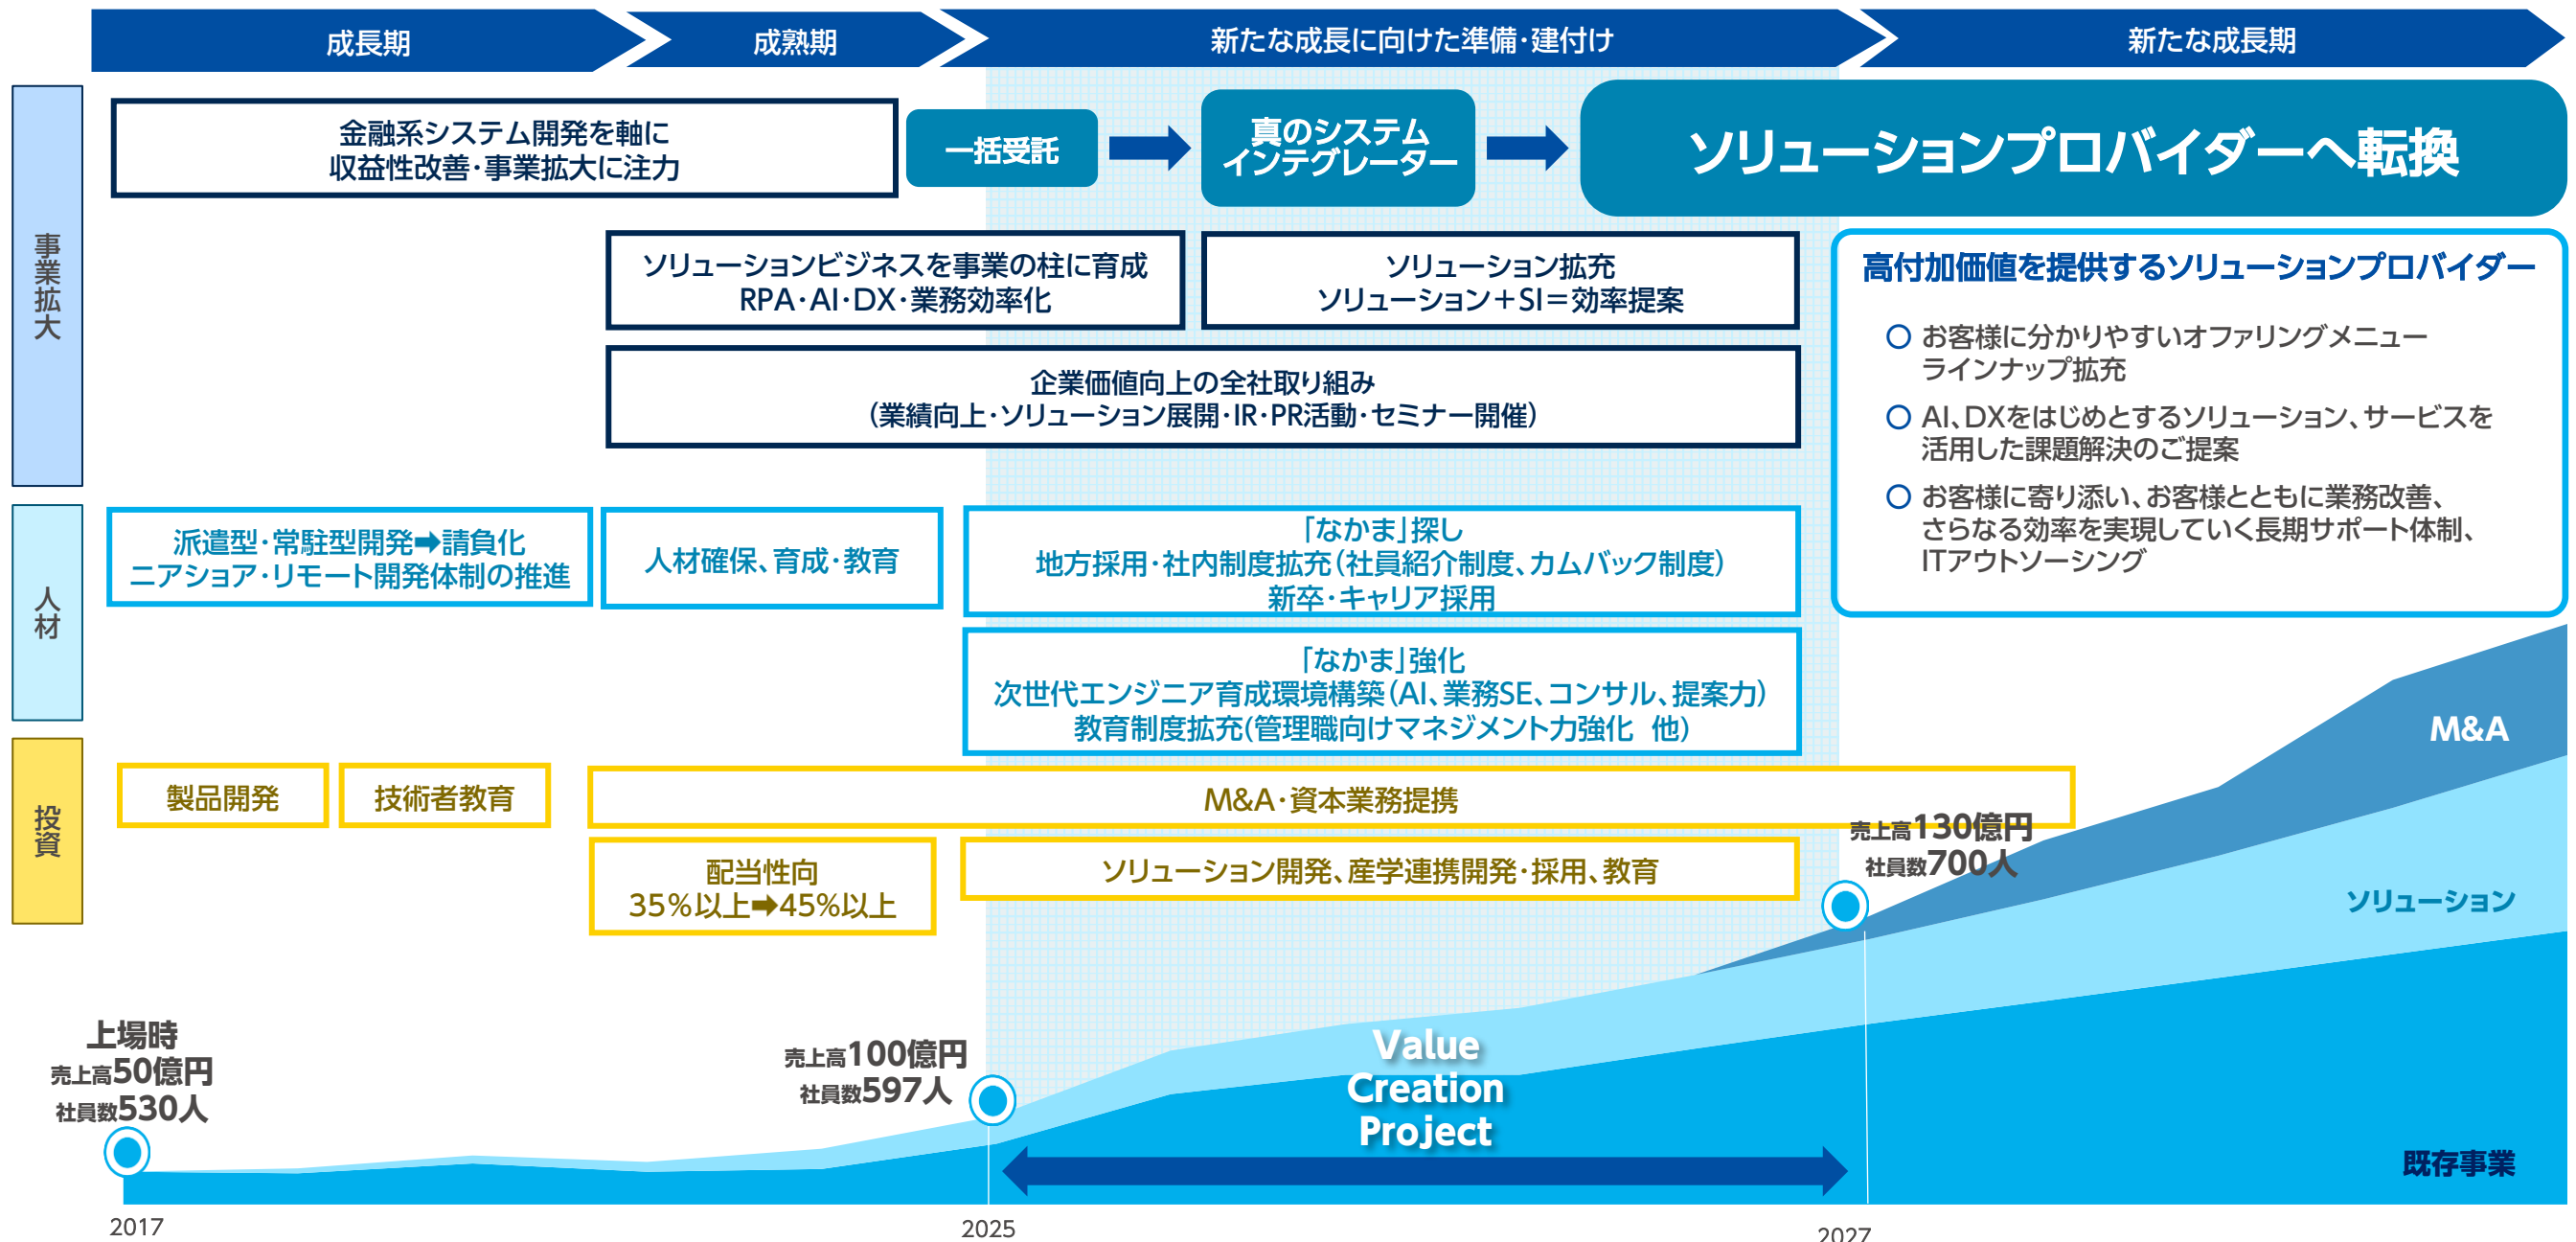 成長期
成熟期
新たな成長に向けた準備・建付け
新たな成長期
事業拡大
金融系システム開発を軸に
収益性改善・事業拡大に注力
一括受託
真のシステム
インテグレーター
ソリューションプロバイダーへ転換
ソリューションビジネスを事業の柱に育成
RPA・AI・DX・業務効率化
ソリューション拡充
ソリューション＋SI＝効率提案
企業価値向上の全社取り組み
（業績向上・ソリューション展開・IR・PR活動・セミナー開催）
高付加価値を提供するソリューションプロバイダー
○ お客様に分かりやすいオファリングメニュー
ラインナップ拡充
○ AI、DXをはじめとするソリューション、サービスを
活用した課題解決のご提案
○ お客様に寄り添い、お客様とともに業務改善、
さらなる効率を実現していく長期サポート体制、
ITアウトソーシング
人材
派遣型・常駐型開発➡請負化
ニアショア・リモート開発体制の推進
人材確保、育成・教育
「なかま」探し
地方採用・社内制度拡充（社員紹介制度、カムバック制度）
新卒・キャリア採用
「なかま」強化
次世代エンジニア育成環境構築（AI、業務SE、コンサル、提案力）
教育制度拡充(管理職向けマネジメント力強化 他)
投資
製品開発
技術者教育
M&A・資本業務提携
配当性向
35％以上➡45%以上
ソリューション開発、産学連携開発・採用、教育
売上高130億円
社員数700人
M&A
ソリューション
既存事業
上場時
売上高50億円
社員数530人
売上高100億円
社員数597人
Value
Creation
Project
2017
2025
2027